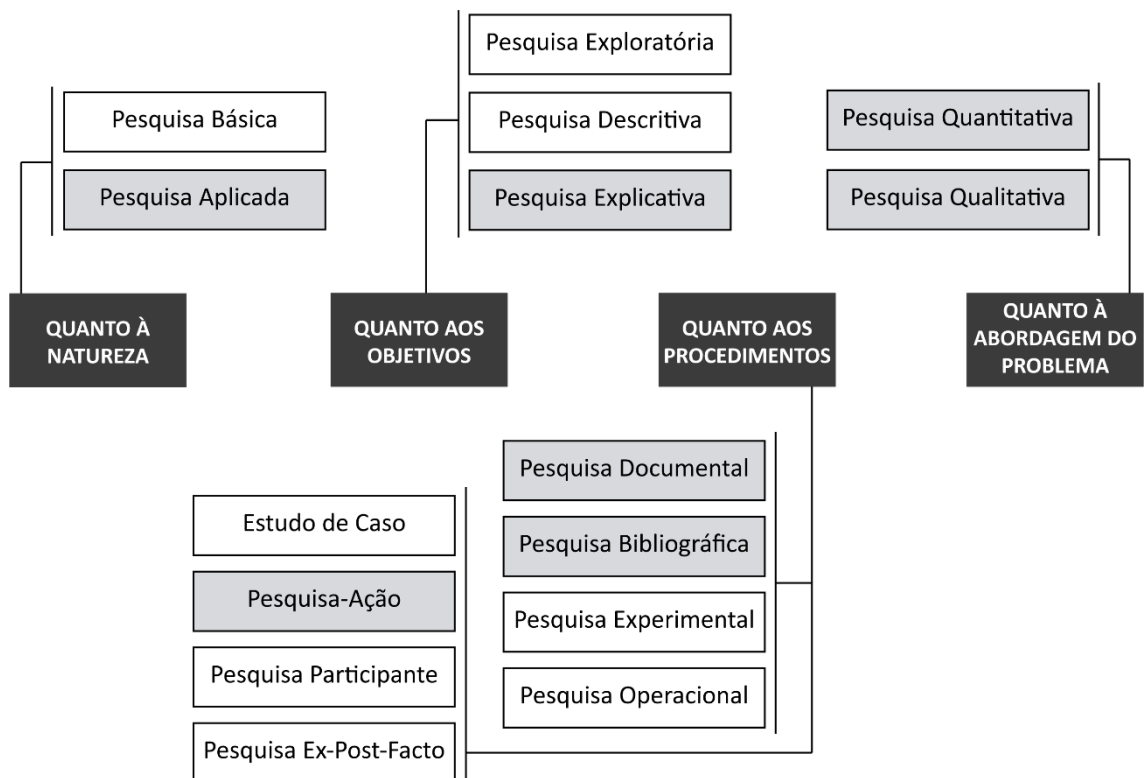 Pesquisa Básica
Pesquisa Aplicada
QUANTO À
NATUREZA
Pesquisa Exploratória
Pesquisa Descritiva
Pesquisa Explicativa
QUANTO AOS
OBJETIVOS
QUANTO AOS
PROCEDIMENTOS
Pesquisa Documental
Pesquisa Bibliográfica
Pesquisa Experimental
Pesquisa Operacional
Estudo de Caso
Pesquisa-Ação
Pesquisa Participante
Pesquisa Ex-Post-Facto
Pesquisa Quantitativa
Pesquisa Qualitativa
QUANTO À
ABORDAGEM DO
PROBLEMA